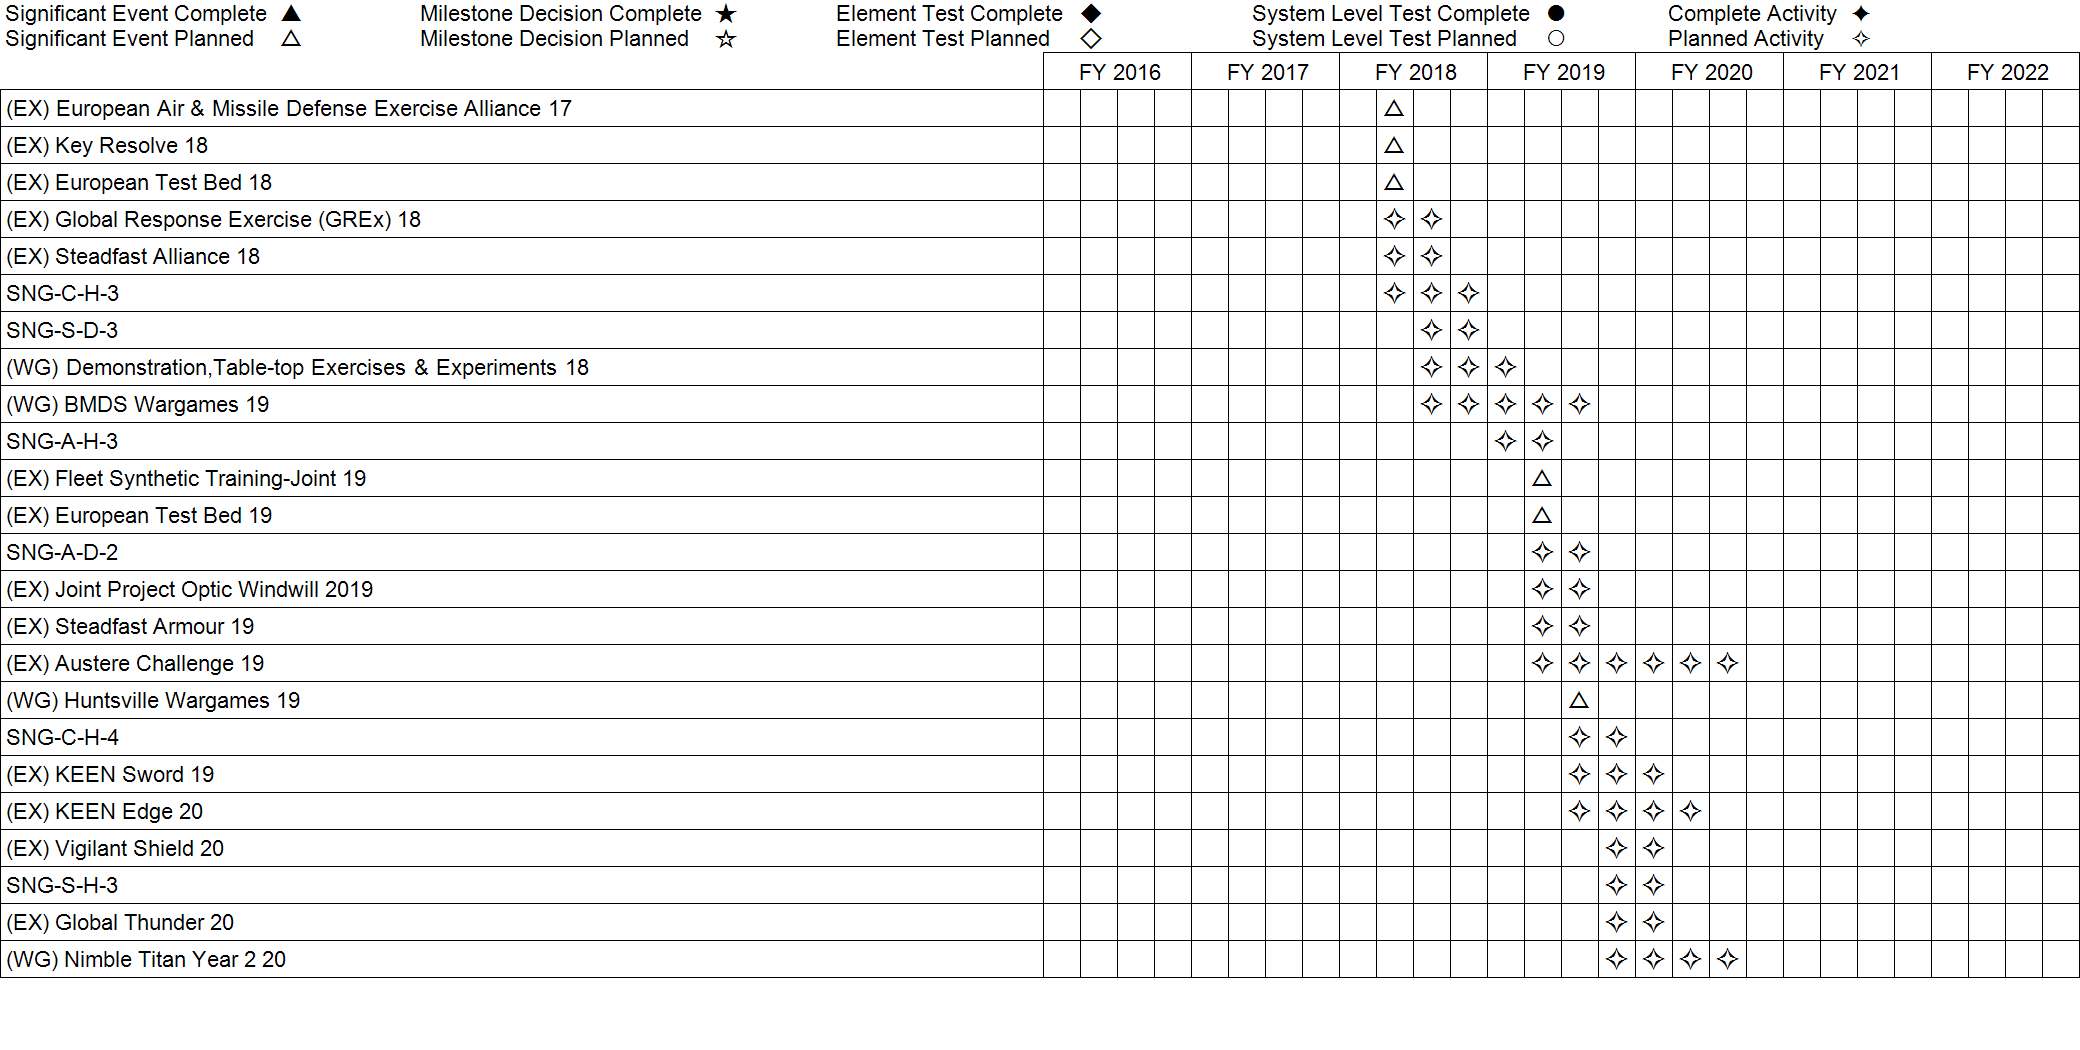 Significant Event Complete ▲ Milestone Decision Complete ★ Element Test Complete ◆ System Level Test Complete ● Complete Activity ✦
Significant Event Planned △ Milestone Decision Planned ☆ Element Test Planned ◇ System Level Test Planned ○ Planned Activity ✧
FY 2016 FY 2017 FY 2018 FY 2019 FY 2020 FY 2021 FY 2022
(EX) European Air & Missile Defense Exercise Alliance 17
(EX) Key Resolve 18
(EX) European Test Bed 18
(EX) Global Response Exercise (GREx) 18
(EX) Steadfast Alliance 18
SNG-C-H-3
SNG-S-D-3
(WG) Demonstration,Table-top Exercises & Experiments 18
(WG) BMDS Wargames 19
SNG-A-H-3
(EX) Fleet Synthetic Training-Joint 19
(EX) European Test Bed 19
SNG-A-D-2
(EX) Joint Project Optic Windwill 2019
(EX) Steadfast Armour 19
(EX) Austere Challenge 19
(WG) Huntsville Wargames 19
SNG-C-H-4
(EX) KEEN Sword 19
(EX) KEEN Edge 20
(EX) Vigilant Shield 20
SNG-S-H-3
(EX) Global Thunder 20
(WG) Nimble Titan Year 2 20